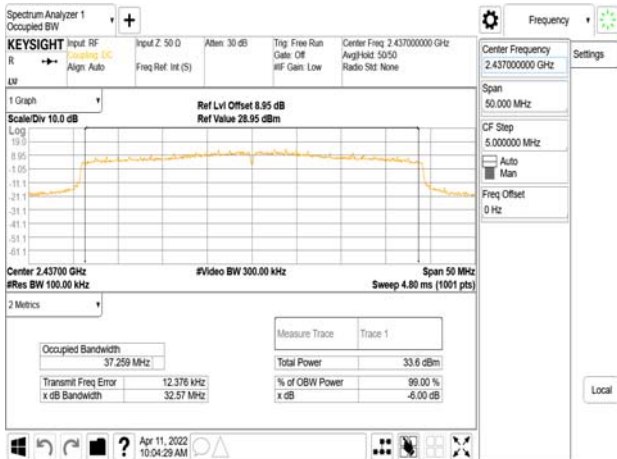 Spectrum Analyzer 1
Occupied BW
Frequency
KEYSIGHT
R
Input: RF
Coupling: DC
Align: Auto
Input Z: 50 Ω
Freq Ref: Int (S)
Atten: 30 dB
Trig: Free Run
Gate: Off
#IF Gain: Low
Center Freq: 2.437000000 GHz
Avg|Hold: 50/50
Radio Std: None
Center Frequency
2.437000000 GHz
Settings
Span
50.000 MHz
CF Step
5.000000 MHz
Auto
Man
Freq Offset
0 Hz
Local
1 Graph
Scale/Div 10.0 dB
Ref Lvl Offset 8.95 dB
Ref Value 28.95 dBm
Log
19.0
8.95
-1.05
-11.1
-21.1
-31.1
-41.1
-51.1
-61.1
Center 2.43700 GHz
#Video BW 300.00 kHz
Span 50 MHz
#Res BW 100.00 kHz
Sweep 4.80 ms (1001 pts)
2 Metrics
Measure Trace
Trace 1
Occupied Bandwidth
37.259 MHz
Total Power
33.6 dBm
Transmit Freq Error
12.376 kHz
% of OBW Power
99.00 %
x dB Bandwidth
32.57 MHz
x dB
-6.00 dB
Apr 11, 2022
10:04:29 AM